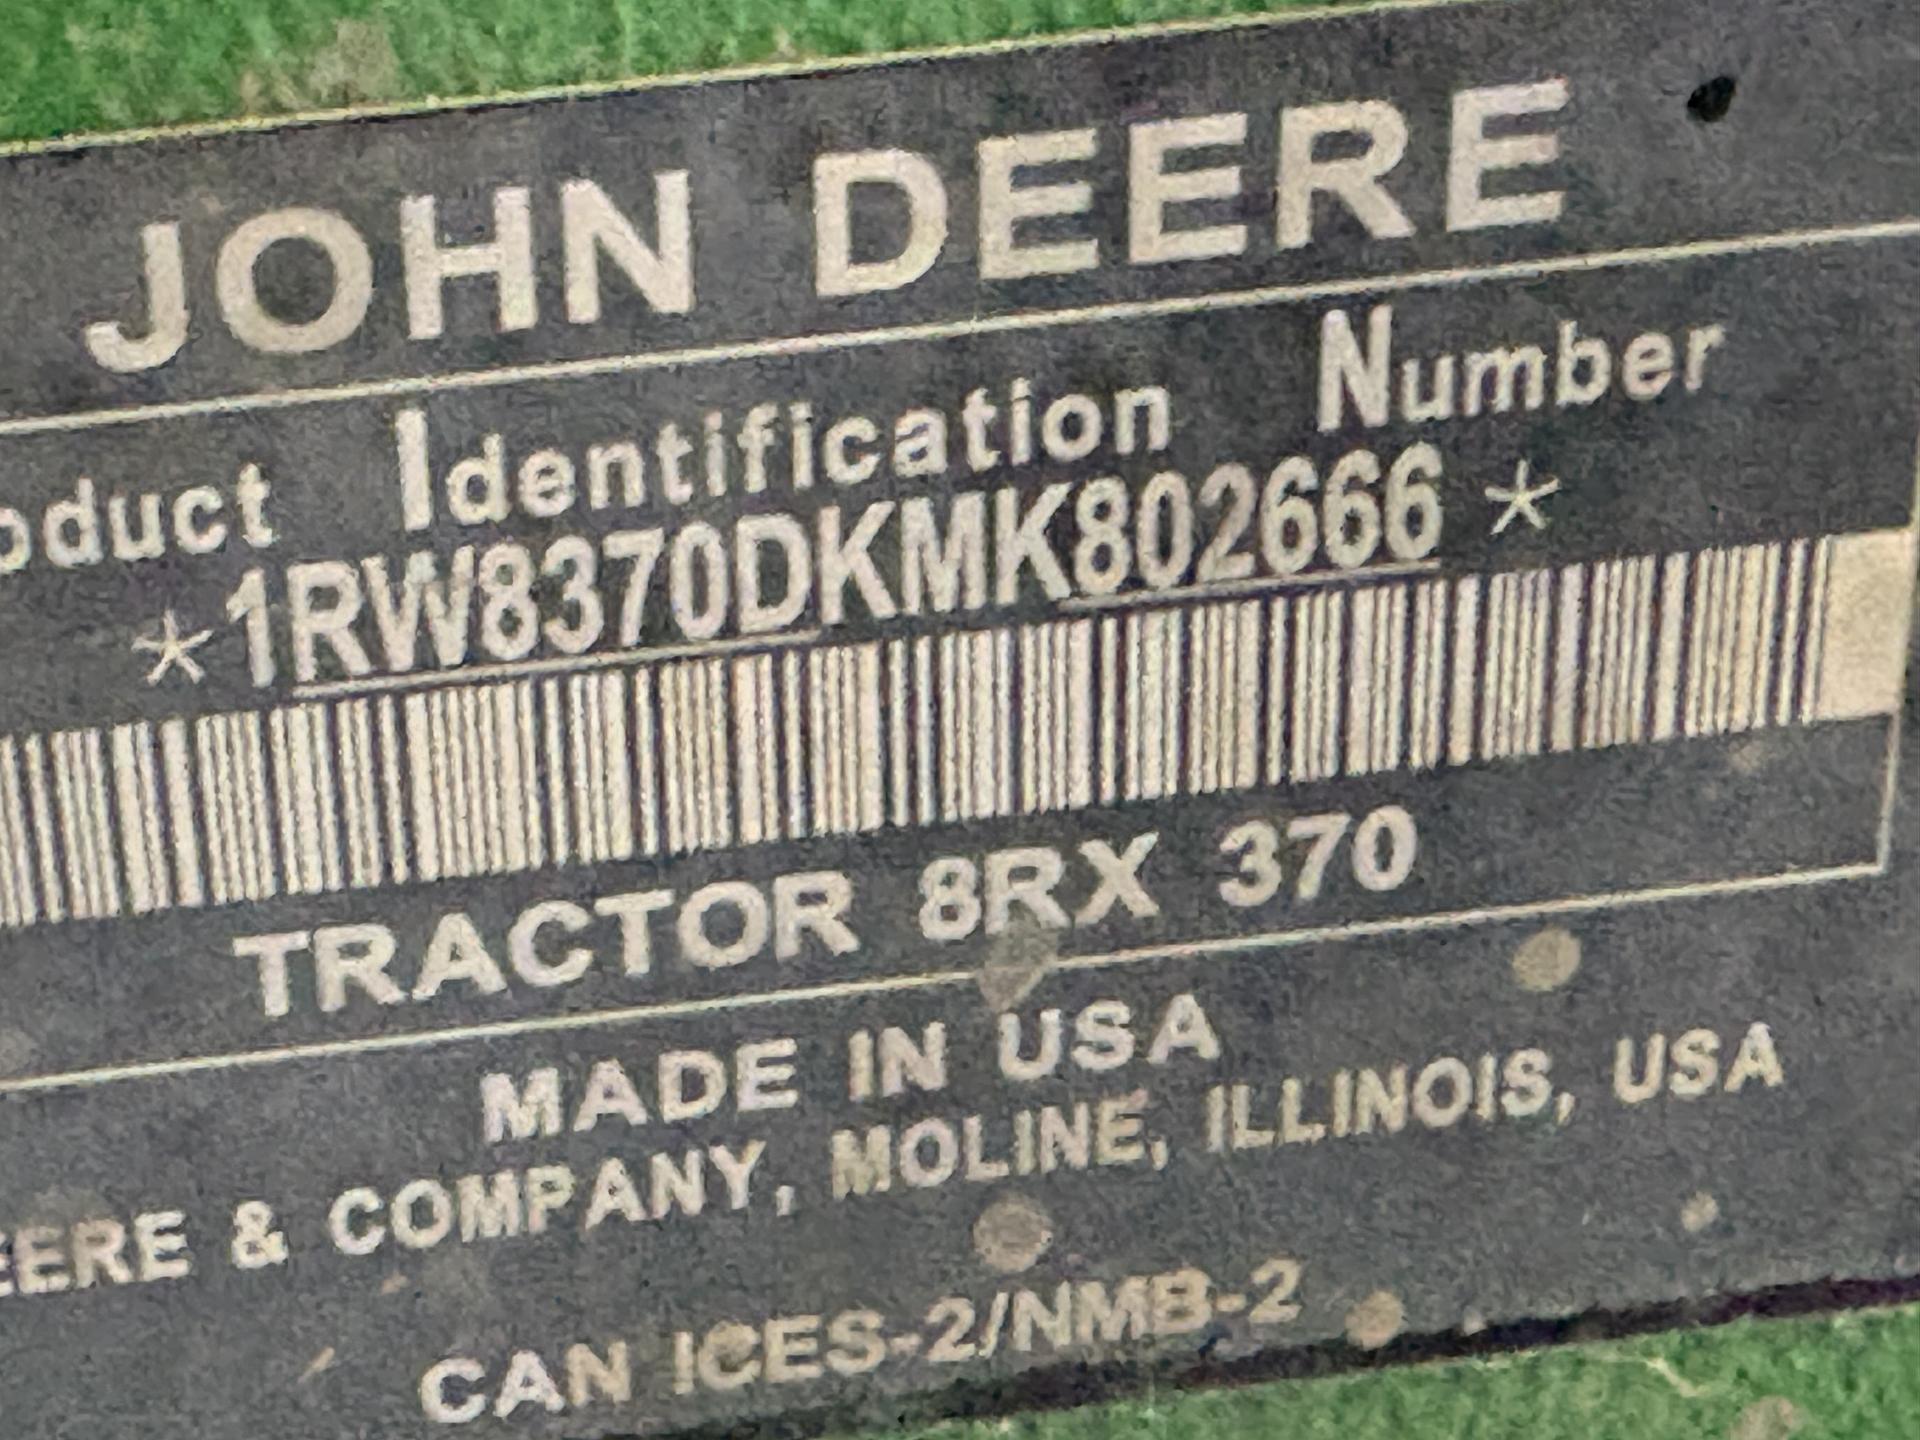 JOHN DEERE
oduct Identification Number
*1RW8370DKMK802666*
TRACTOR 8RX 370
MADE IN USA
EERE & COMPANY, MOLINE, ILLINOIS, USA
CAN ICES-2/NMB-2